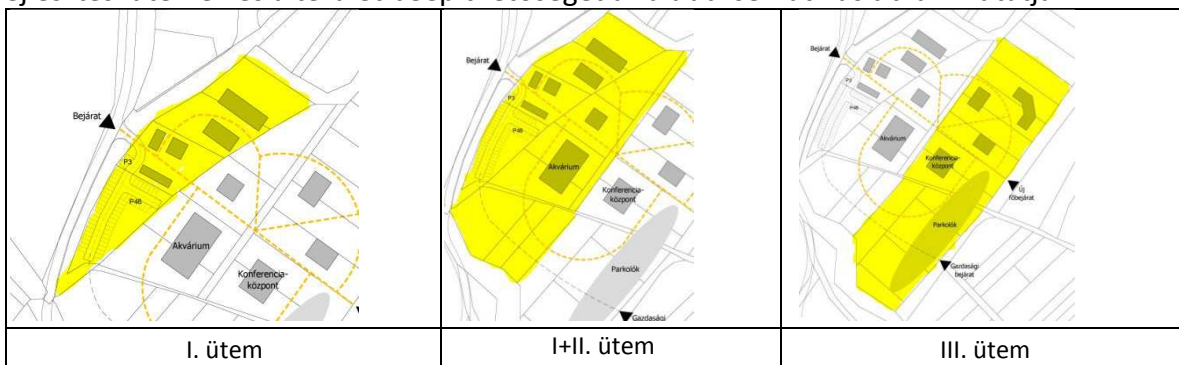 Bejárat
P3
P48
Akvárium
Konferencia-
központ
Bejárat
P3
P48
Akvárium
Konferencia-
központ
Parkolók
Gazdasági
Bejárat
P3
P48
Akvárium
Konferencia-
központ
Új
főbejárat
Parkolók
Gazdasági
bejárat
I. ütem
I+II. ütem
III. ütem